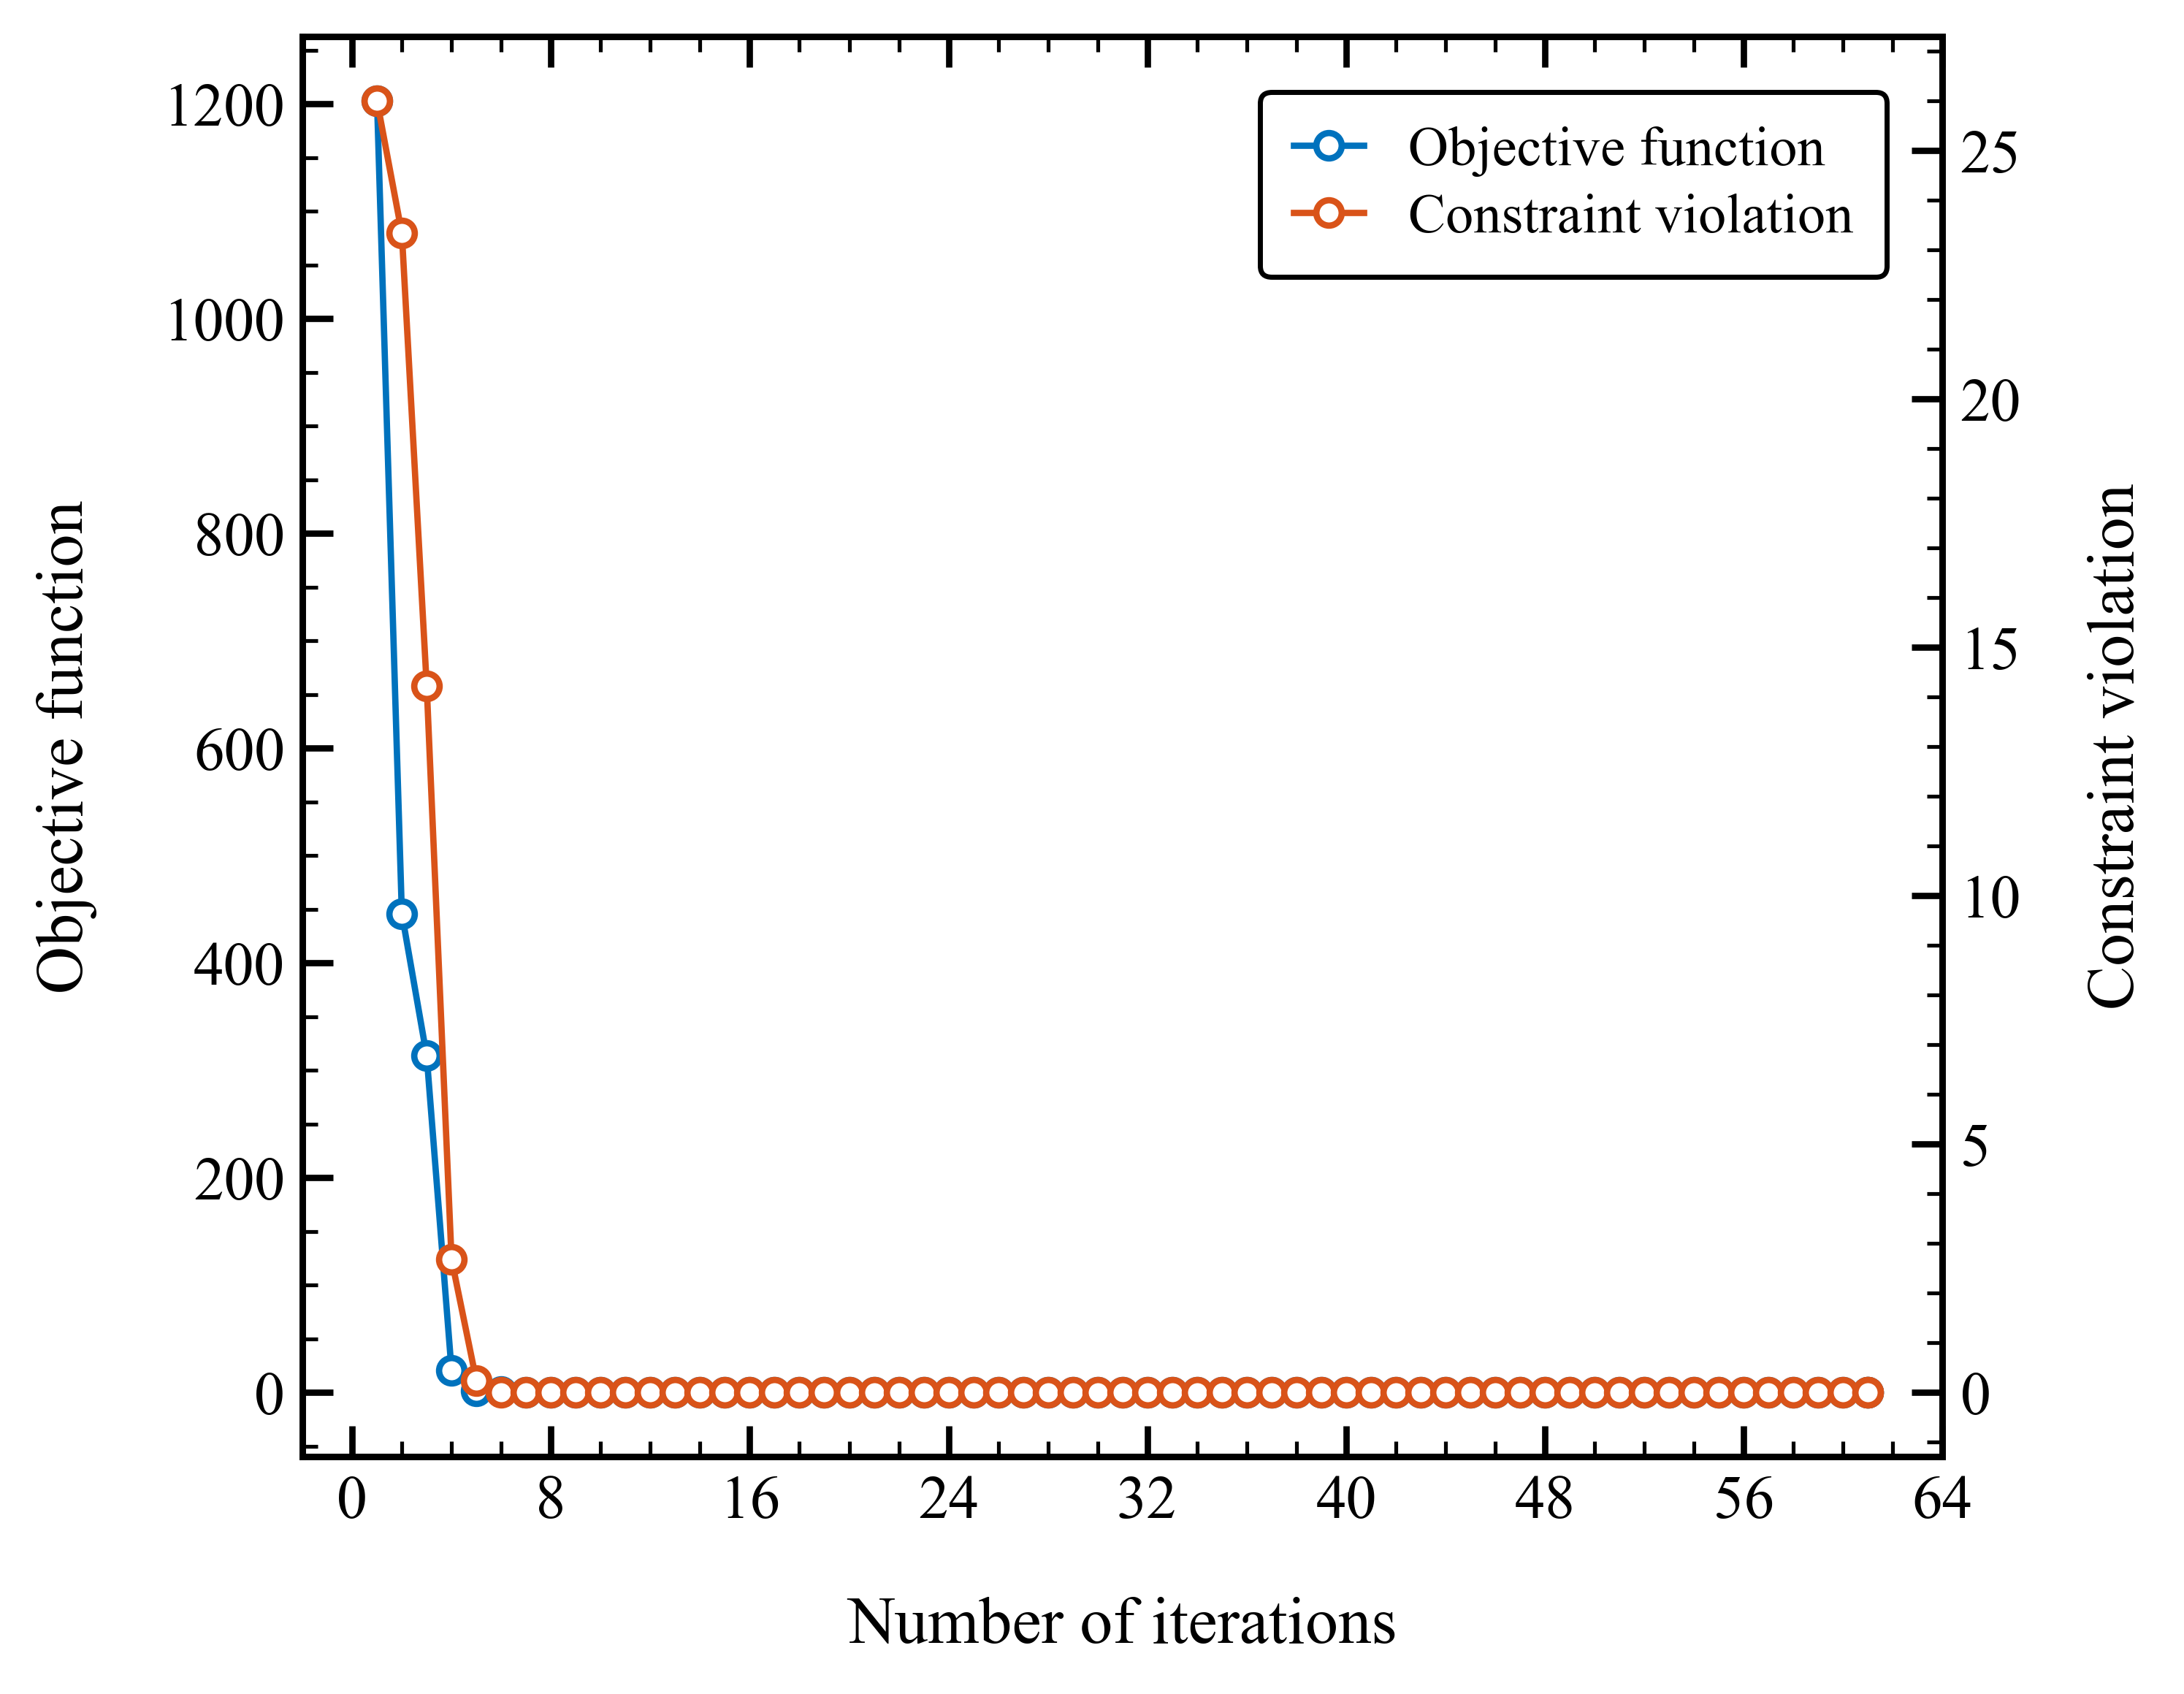 1200
1000
800
600
400
200
0
Objective function
Objective function
Constraint violation
25
20
15
10
5
0
Constraint violation
0 8 16 24 32 40 48 56 64
Number of iterations